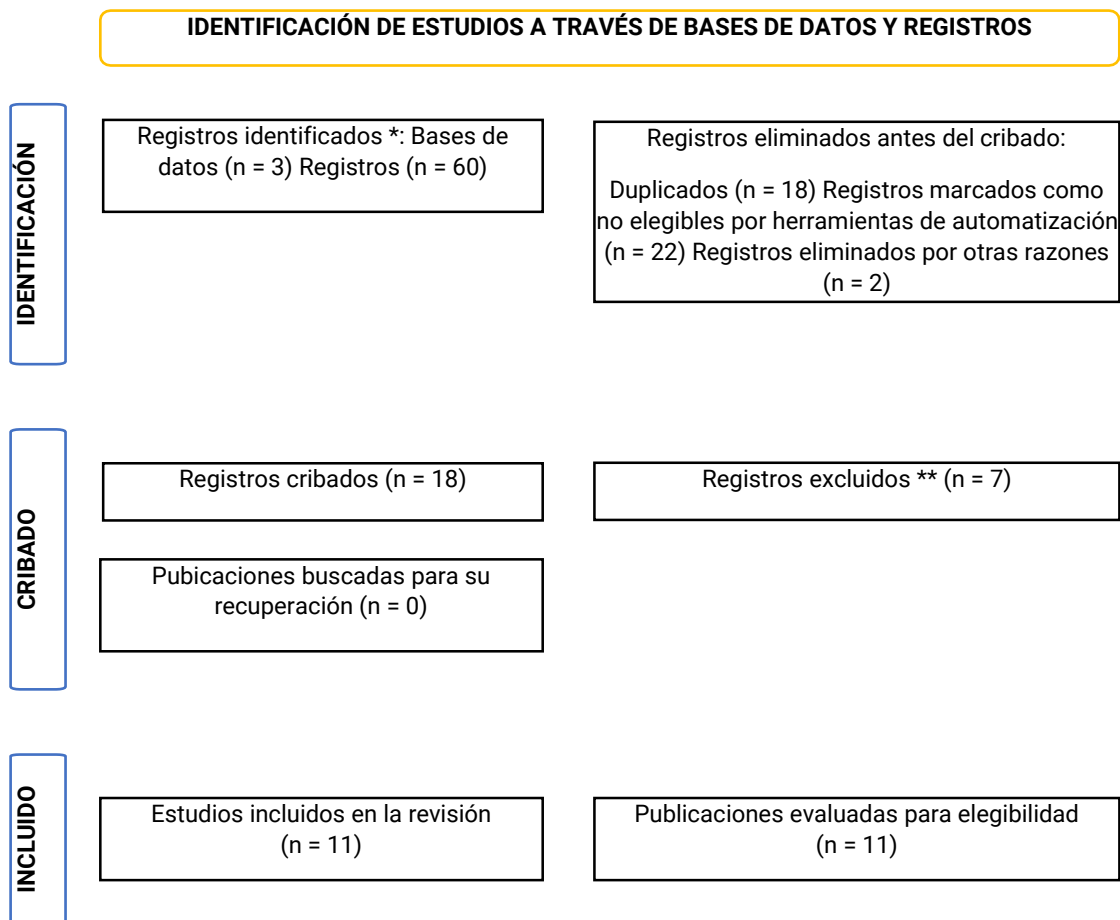 IDENTIFICACIÓN DE ESTUDIOS A TRAVÉS DE BASES DE DATOS Y REGISTROS
IDENTIFICACIÓN
Registros identificados *: Bases de
datos (n = 3) Registros (n = 60)
Registros eliminados antes del cribado:
Duplicados (n = 18) Registros marcados como
no elegibles por herramientas de automatización
(n = 22) Registros eliminados por otras razones
(n = 2)
CRIBADO
Registros cribados (n = 18)
Registros excluidos ** (n = 7)
Pubicaciones buscadas para su
recuperación (n = 0)
INCLUIDO
Estudios incluidos en la revisión
(n = 11)
Publicaciones evaluadas para elegibilidad
(n = 11)